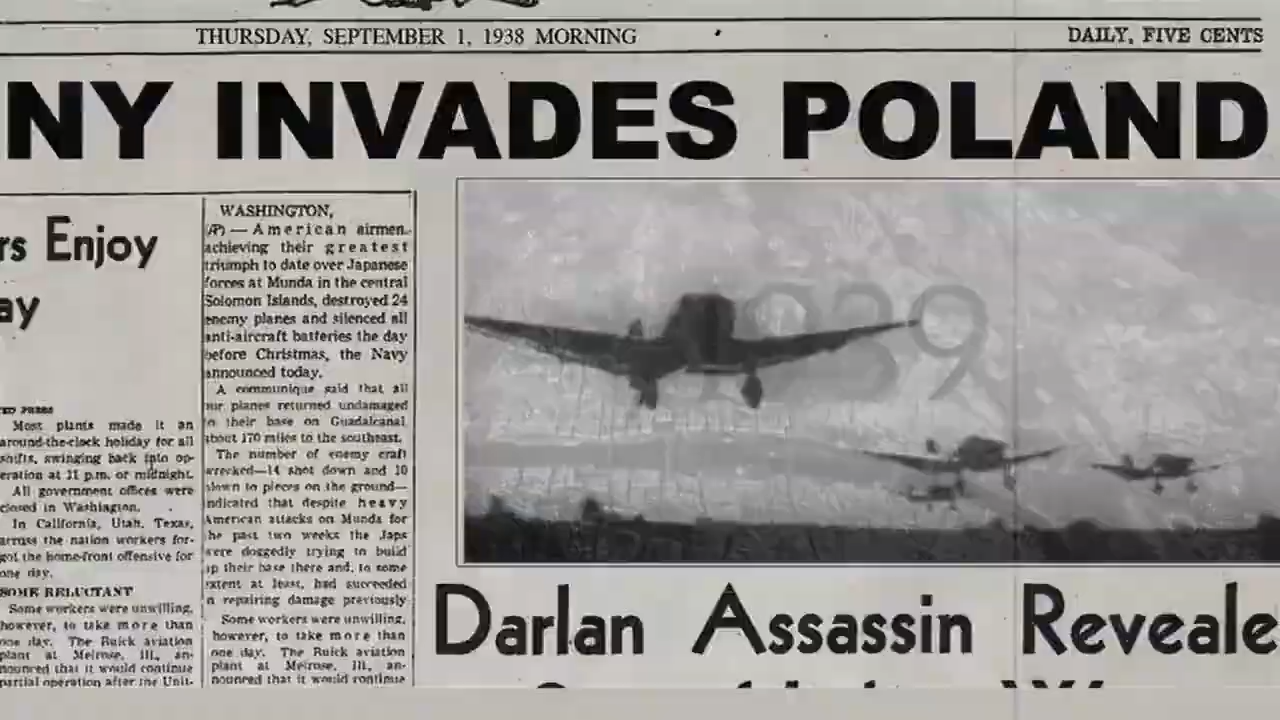 THURSDAY, SEPTEMBER 1, 1938 MORNING
DAILY, FIVE CENTS
NY INVADES POLAND
rs Enjoy
ay
Most plants made it an
around-the-clock holiday for all
shifts, swinging back into op-
eration at 11 p.m. or midnight.
All government offices were
closed in Washington.
In California, Utah, Texas,
across the nation workers for-
got the home-front offensive for
one day.
SOME RELUCTANT
Some workers were unwilling,
however, to take more than
one day. The Buick aviation
plant at Melrose, Ill., an-
nounced that it would continue
partial operation after the Unit-
WASHINGTON,
(AP) — American airmen,
achieving their greatest
triumph to date over Japanese
forces at Munda in the central
Solomon Islands, destroyed 24
enemy planes and silenced all
anti-aircraft batteries the day
before Christmas, the Navy
announced today.
A communique said that all
our planes returned undamaged
to their base on Guadalcanal,
about 170 miles to the southeast.
The number of enemy craft
wrecked—14 shot down and 10
blown to pieces on the ground—
indicated that despite heavy
American attacks on Munda for
the past two weeks the Japs
were doggedly trying to build
up their base there and, to some
extent at least, had succeeded
in repairing damage previously
Some workers were unwilling,
however, to take more than
one day. The Buick aviation
plant at Melrose, Ill., an-
nounced that it would continue
1939
Darlan Assassin Reveale